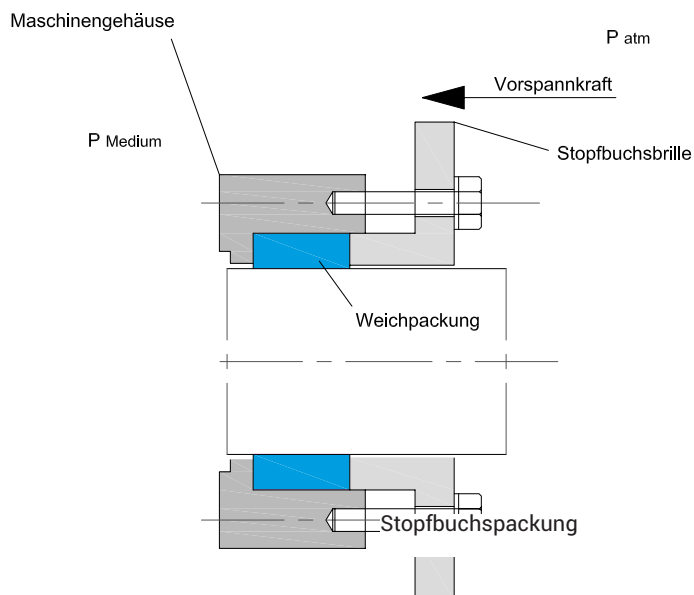 Maschinengehäuse
P atm
Vorspannkraft
P Medium
Stopfbuchsbrille
Weichpackung
Stopfbuchspackung